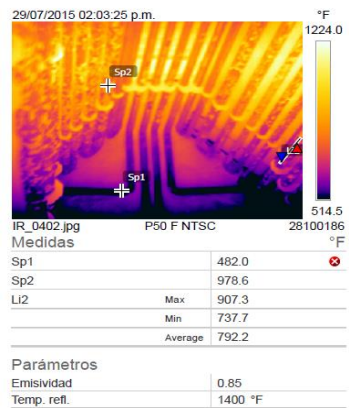 29/07/2015 02:03:25 p.m. °F
1224.0
Sp2
Li2
Sp1
514.5
IR_0402.jpg P50 F NTSC 28100186
Medidas °F
Sp1 482.0
Sp2 978.6
Li2 Max 907.3
Min 737.7
Average 792.2
Parámetros
Emisividad 0.85
Temp. refl. 1400 °F